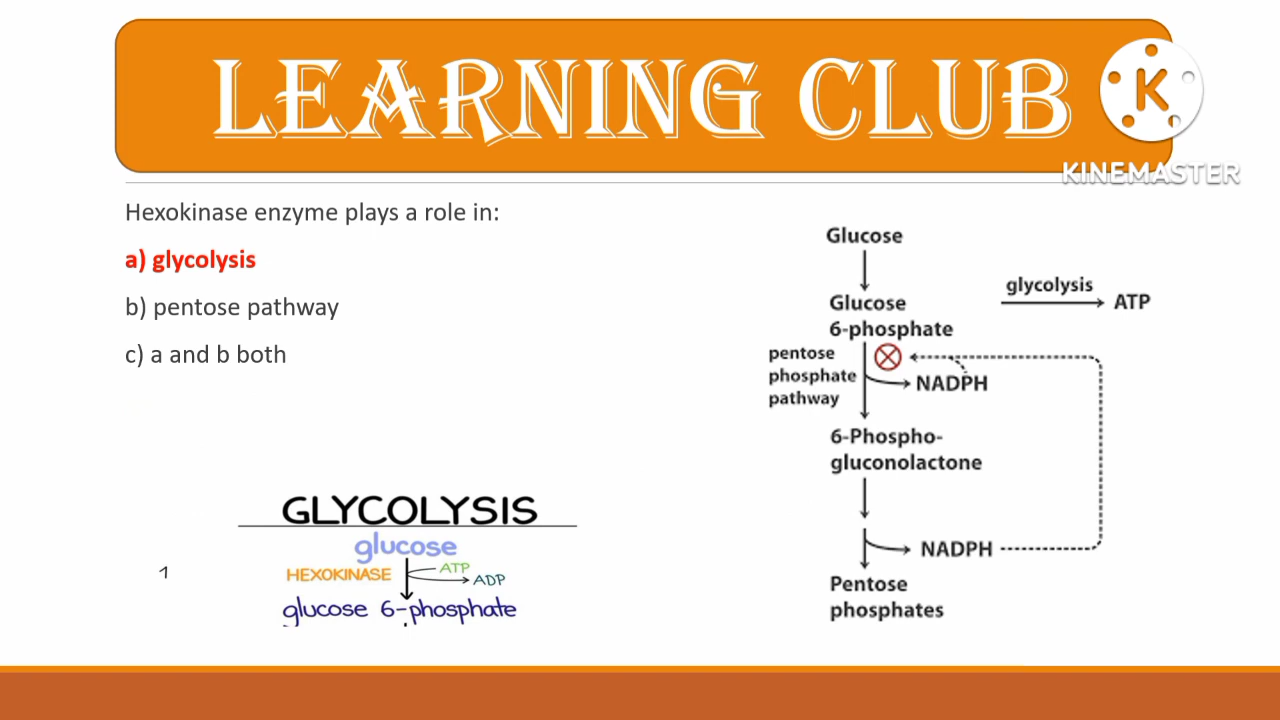 LEARNING CLUB
K
KINEMASTER
Hexokinase enzyme plays a role in:
a) glycolysis
b) pentose pathway
c) a and b both
GLYCOLYSIS
glucose
HEXOKINASE
ATP
ADP
1
glucose 6-phosphate
Glucose
Glucose
6-phosphate
glycolysis
ATP
pentose
phosphate
pathway
NADPH
6-Phospho-
gluconolactone
NADPH
Pentose
phosphates